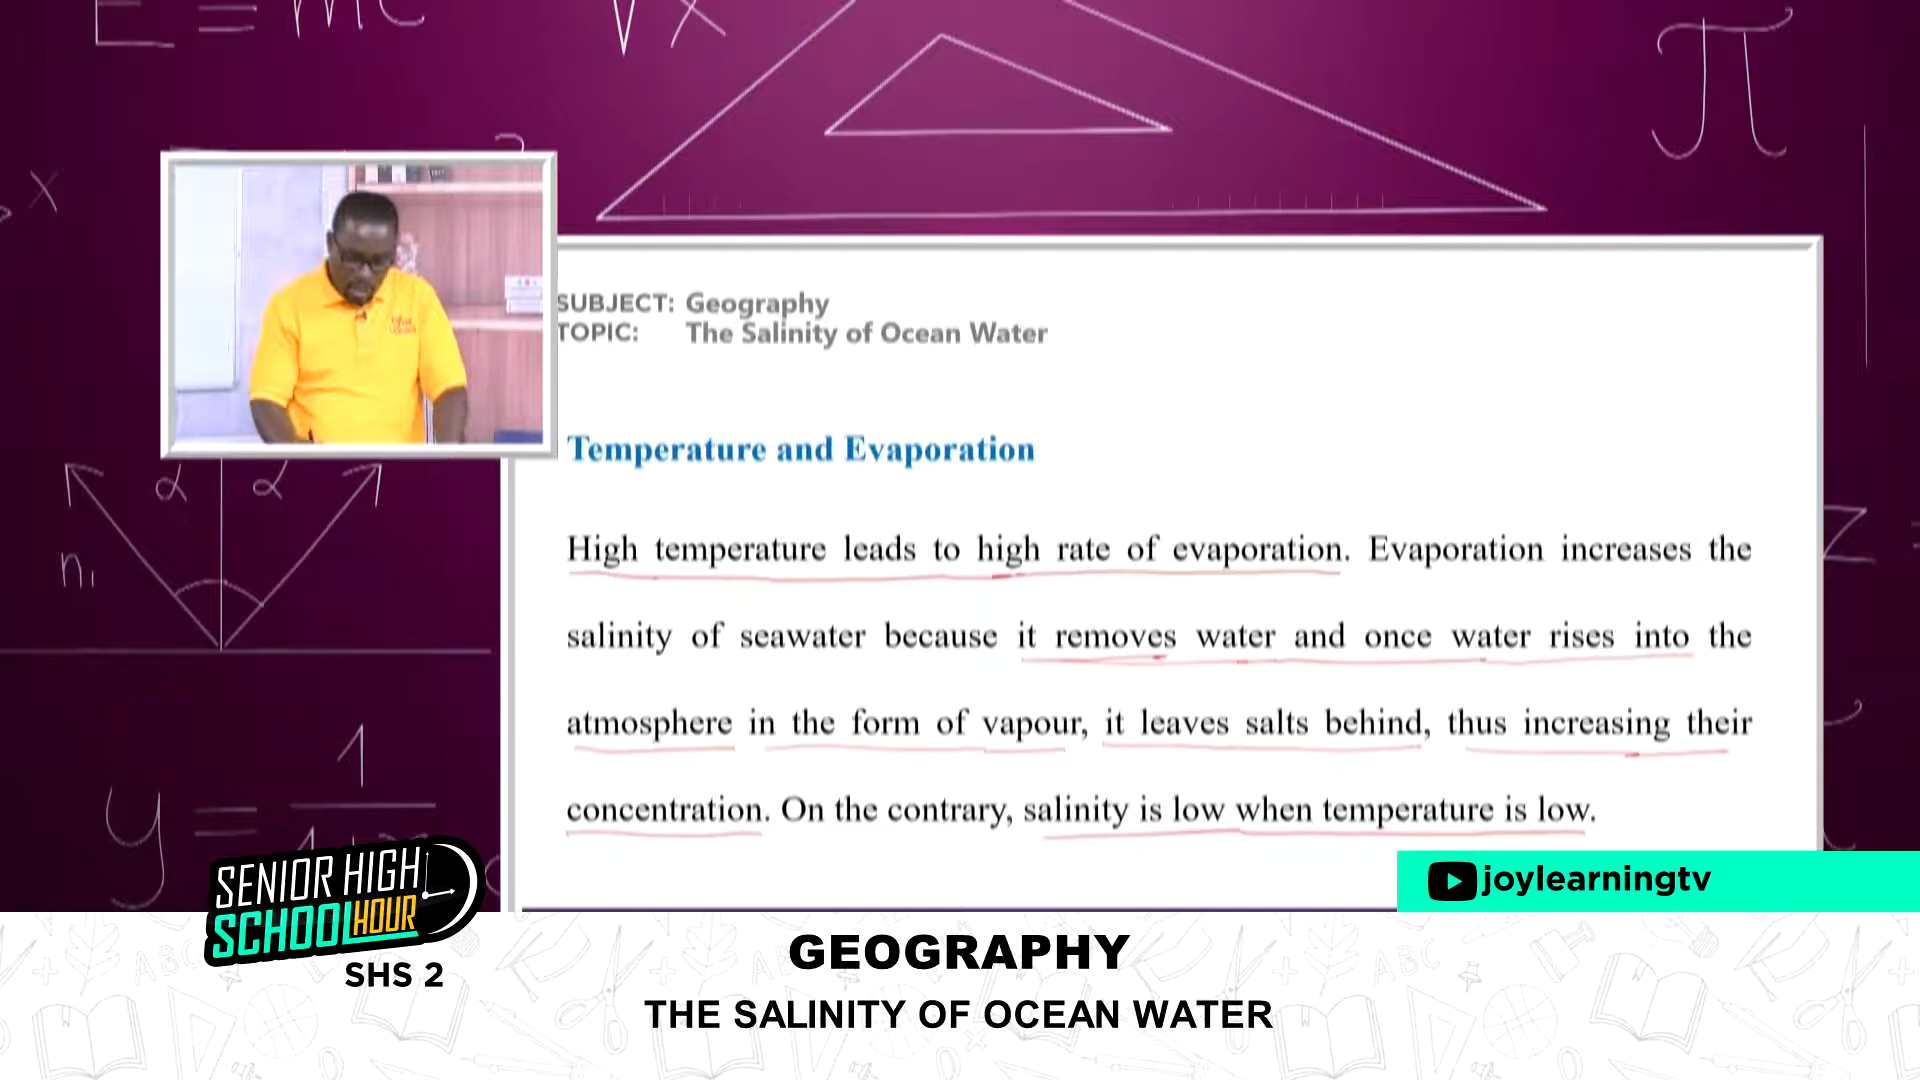 E = mc
√x
π
x
SUBJECT: Geography
TOPIC: The Salinity of Ocean Water
Temperature and Evaporation
High temperature leads to high rate of evaporation. Evaporation increases the
salinity of seawater because it removes water and once water rises into the
atmosphere in the form of vapour, it leaves salts behind, thus increasing their
concentration. On the contrary, salinity is low when temperature is low.
α α
n₁
y = 1
joylearningtv
SENIOR HIGH
SCHOOL HOUR
SHS 2
GEOGRAPHY
THE SALINITY OF OCEAN WATER